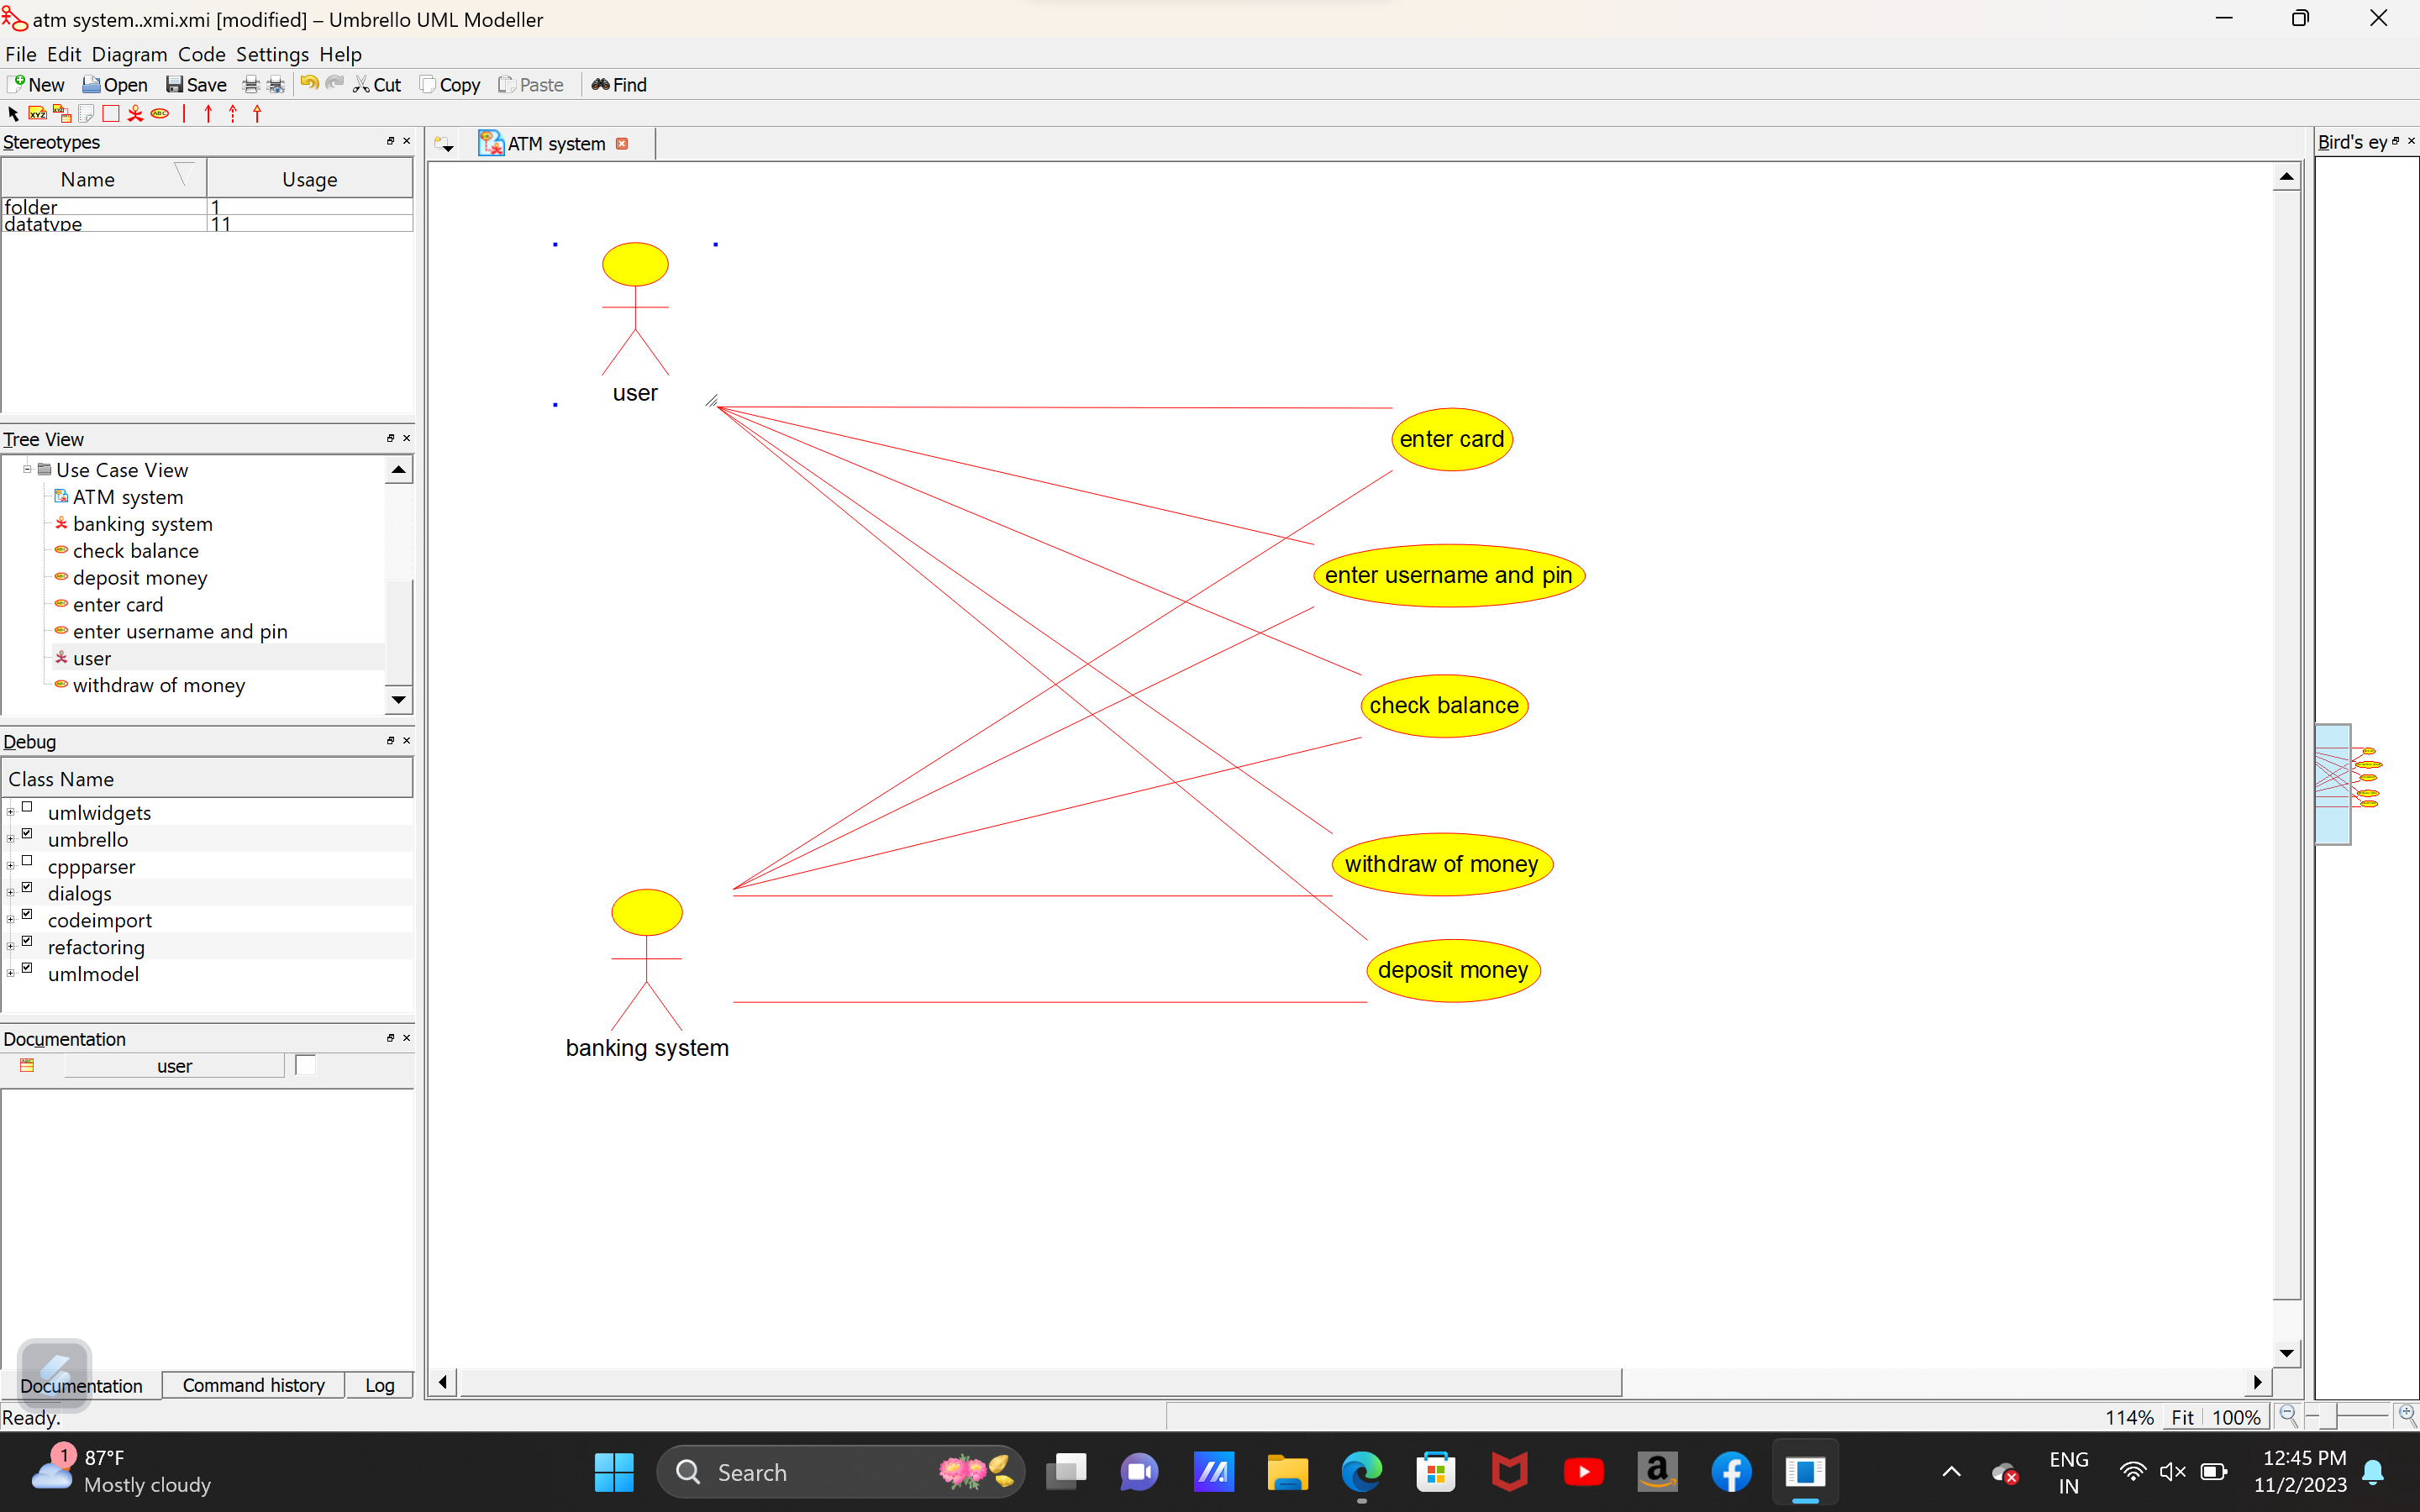 atm system..xmi.xmi [modified] – Umbrello UML Modeller
File Edit Diagram Code Settings Help
New Open Save Cut Copy Paste Find
Stereotypes
Name Usage
folder 1
datatype 11
Tree View
Use Case View
ATM system
banking system
check balance
deposit money
enter card
enter username and pin
user
withdraw of money
Debug
Class Name
umlwidgets
umbrello
cppparser
dialogs
codeimport
refactoring
umlmodel
Documentation
user
Documentation Command history Log
Ready.
ATM system
user
enter card
enter username and pin
check balance
withdraw of money
deposit money
banking system
Bird's ey
114% Fit 100%
1 87°F
Mostly cloudy
Search
ENG
IN
12:45 PM
11/2/2023